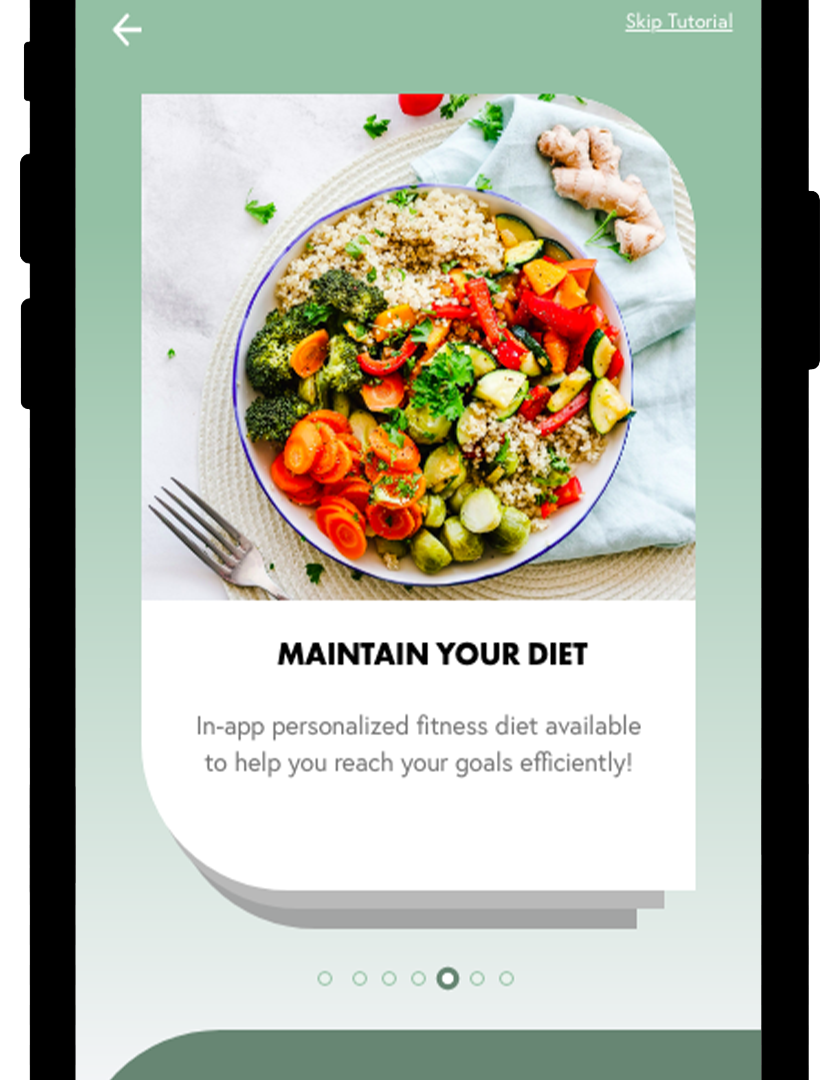 Skip Tutorial
MAINTAIN YOUR DIET
In-app personalized fitness diet available
to help you reach your goals efficiently!